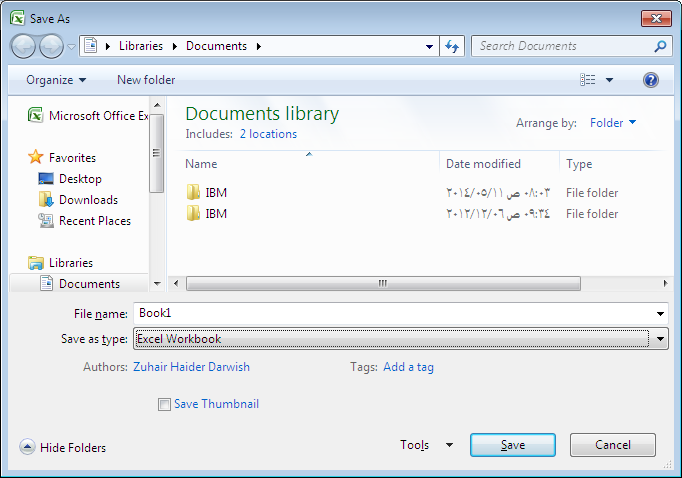 Save As
Libraries Documents
Search Documents
Organize New folder
Microsoft Office Ex
Favorites
Desktop
Downloads
Recent Places
Libraries
Documents
Documents library
Includes: 2 locations
Arrange by: Folder
Name Date modified Type
IBM ٢٠١٤/٠٥/١١ ص ٠٨:٠٣ File folder
IBM ٢٠١٢/١٢/٠٦ ص ٠٩:٣٤ File folder
File name: Book1
Save as type: Excel Workbook
Authors: Zuhair Haider Darwish Tags: Add a tag
Save Thumbnail
Hide Folders Tools Save Cancel